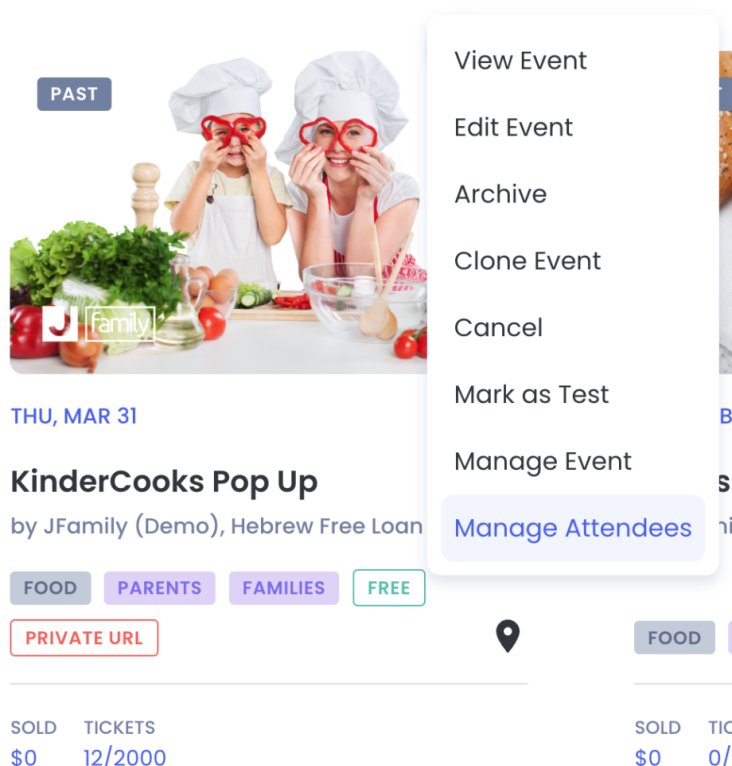 PAST
J family
THU, MAR 31
KinderCooks Pop Up
by JFamily (Demo), Hebrew Free Loan
FOOD PARENTS FAMILIES FREE
PRIVATE URL
SOLD TICKETS
$0 12/2000
View Event
Edit Event
Archive
Clone Event
Cancel
Mark as Test
Manage Event
Manage Attendees
FOOD
SOLD
$0 0/